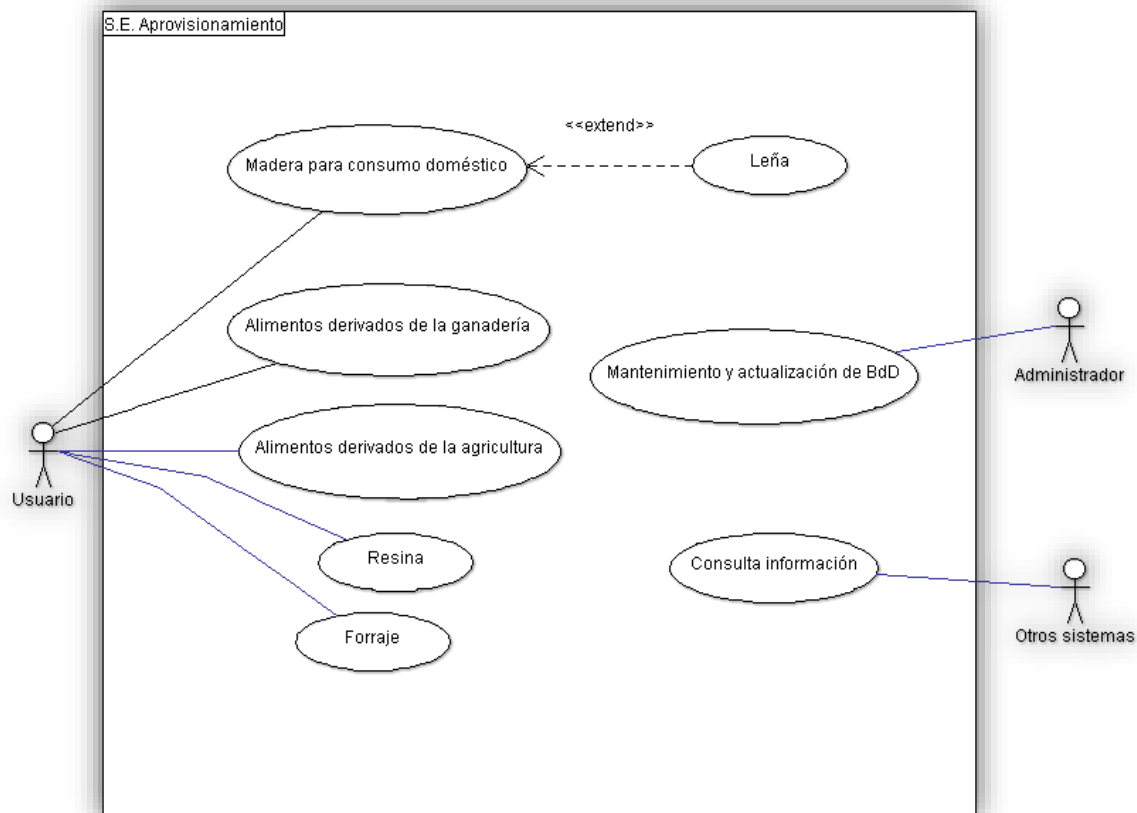 S.E. Aprovisionamiento
<<extend>>
Madera para consumo doméstico
Leña
Alimentos derivados de la ganadería
Mantenimiento y actualización de BdD
Administrador
Alimentos derivados de la agricultura
Usuario
Resina
Consulta información
Forraje
Otros sistemas